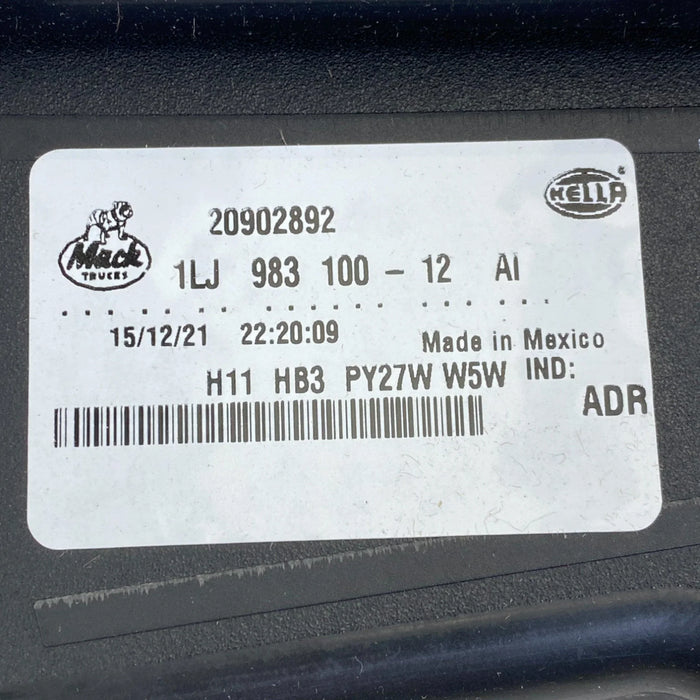 HELLA
20902892
Mack
TRUCKS
1LJ 983 100 - 12 AI
15/12/21 22:20:09 Made in Mexico
H11 HB3 PY27W W5W IND:
ADR